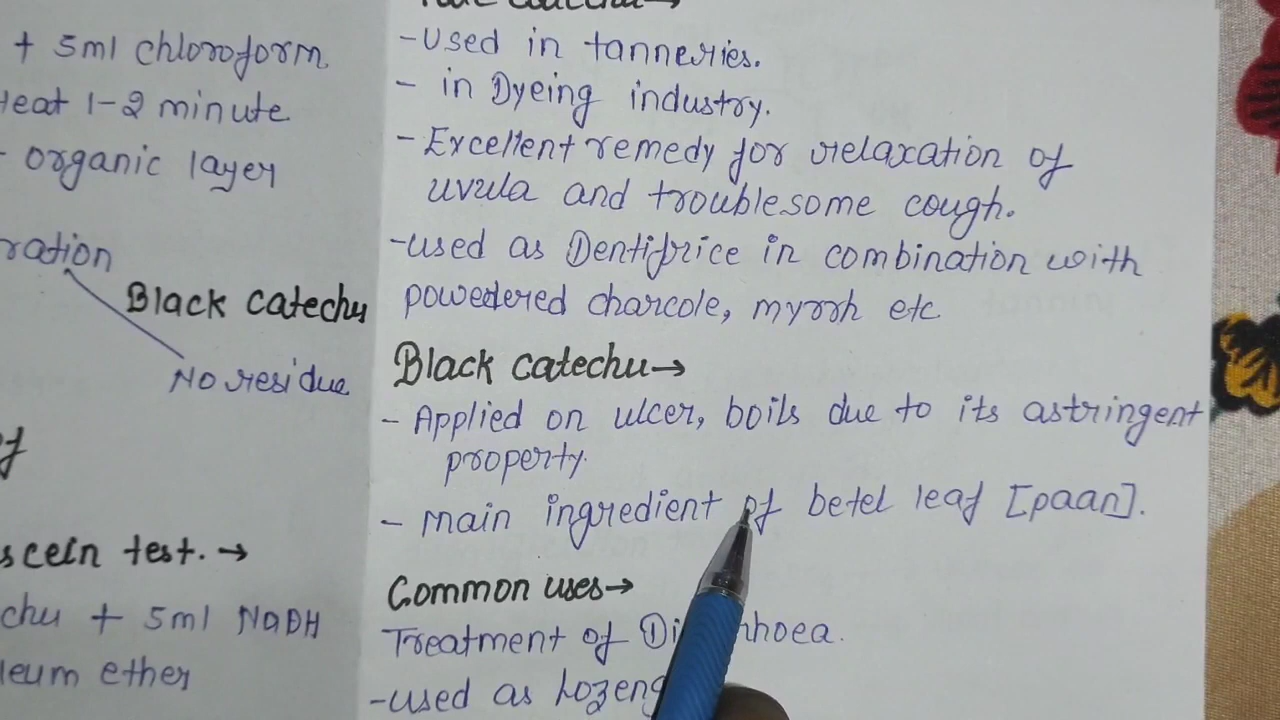 + 5ml chloroform
Heat 1-2 minute
organic layer
ration
Black catechu
No residue
scein test. →
chu + 5ml NaOH
leum ether
catechu →
- Used in tanneries.
- in Dyeing industry.
- Excellent remedy for relaxation of
uvula and troublesome cough.
- used as Dentifrice in combination with
powedered charcole, myrrh etc
Black catechu →
- Applied on ulcer, boils due to its astringent
property.
- Main ingredient of betel leaf [paan].
Common uses →
Treatment of
- used as